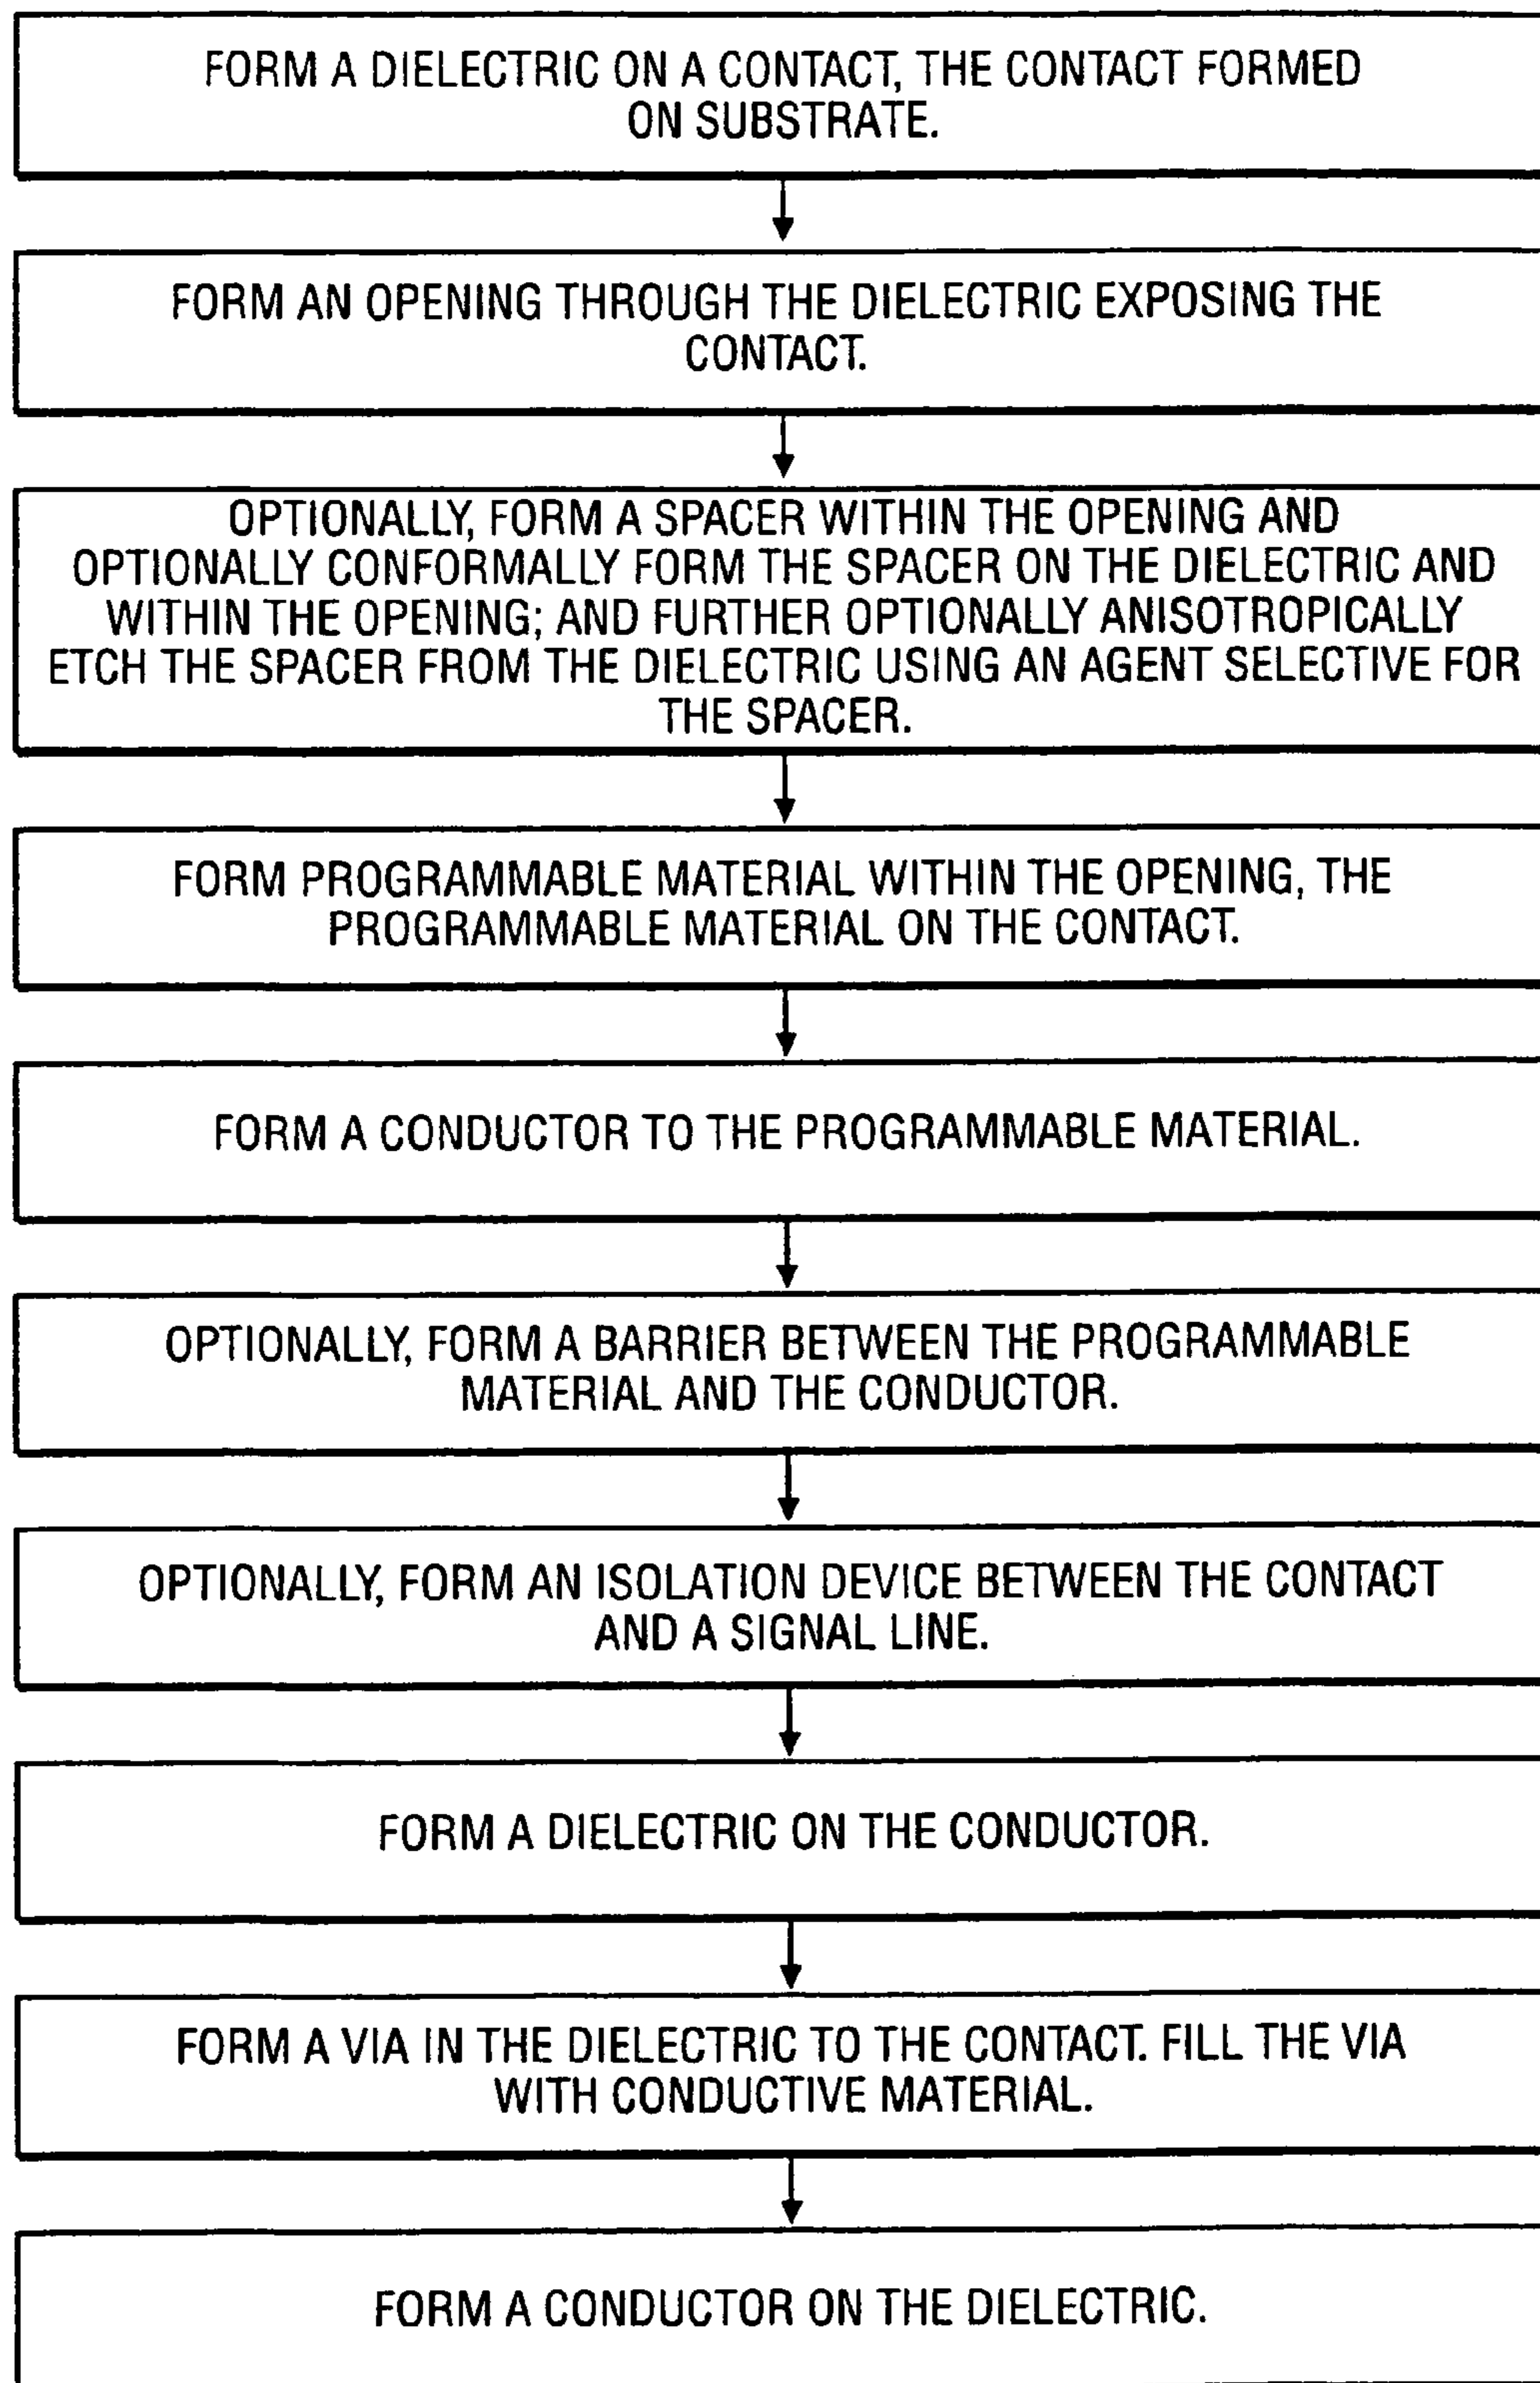 FORM A DIELECTRIC ON A CONTACT, THE CONTACT FORMED
ON SUBSTRATE.
FORM AN OPENING THROUGH THE DIELECTRIC EXPOSING THE
CONTACT.
OPTIONALLY, FORM A SPACER WITHIN THE OPENING AND
OPTIONALLY CONFORMALLY FORM THE SPACER ON THE DIELECTRIC AND
WITHIN THE OPENING; AND FURTHER OPTIONALLY ANISOTROPICALLY
ETCH THE SPACER FROM THE DIELECTRIC USING AN AGENT SELECTIVE FOR
THE SPACER.
FORM PROGRAMMABLE MATERIAL WITHIN THE OPENING, THE
PROGRAMMABLE MATERIAL ON THE CONTACT.
FORM A CONDUCTOR TO THE PROGRAMMABLE MATERIAL.
OPTIONALLY, FORM A BARRIER BETWEEN THE PROGRAMMABLE
MATERIAL AND THE CONDUCTOR.
OPTIONALLY, FORM AN ISOLATION DEVICE BETWEEN THE CONTACT
AND A SIGNAL LINE.
FORM A DIELECTRIC ON THE CONDUCTOR.
FORM A VIA IN THE DIELECTRIC TO THE CONTACT. FILL THE VIA
WITH CONDUCTIVE MATERIAL.
FORM A CONDUCTOR ON THE DIELECTRIC.